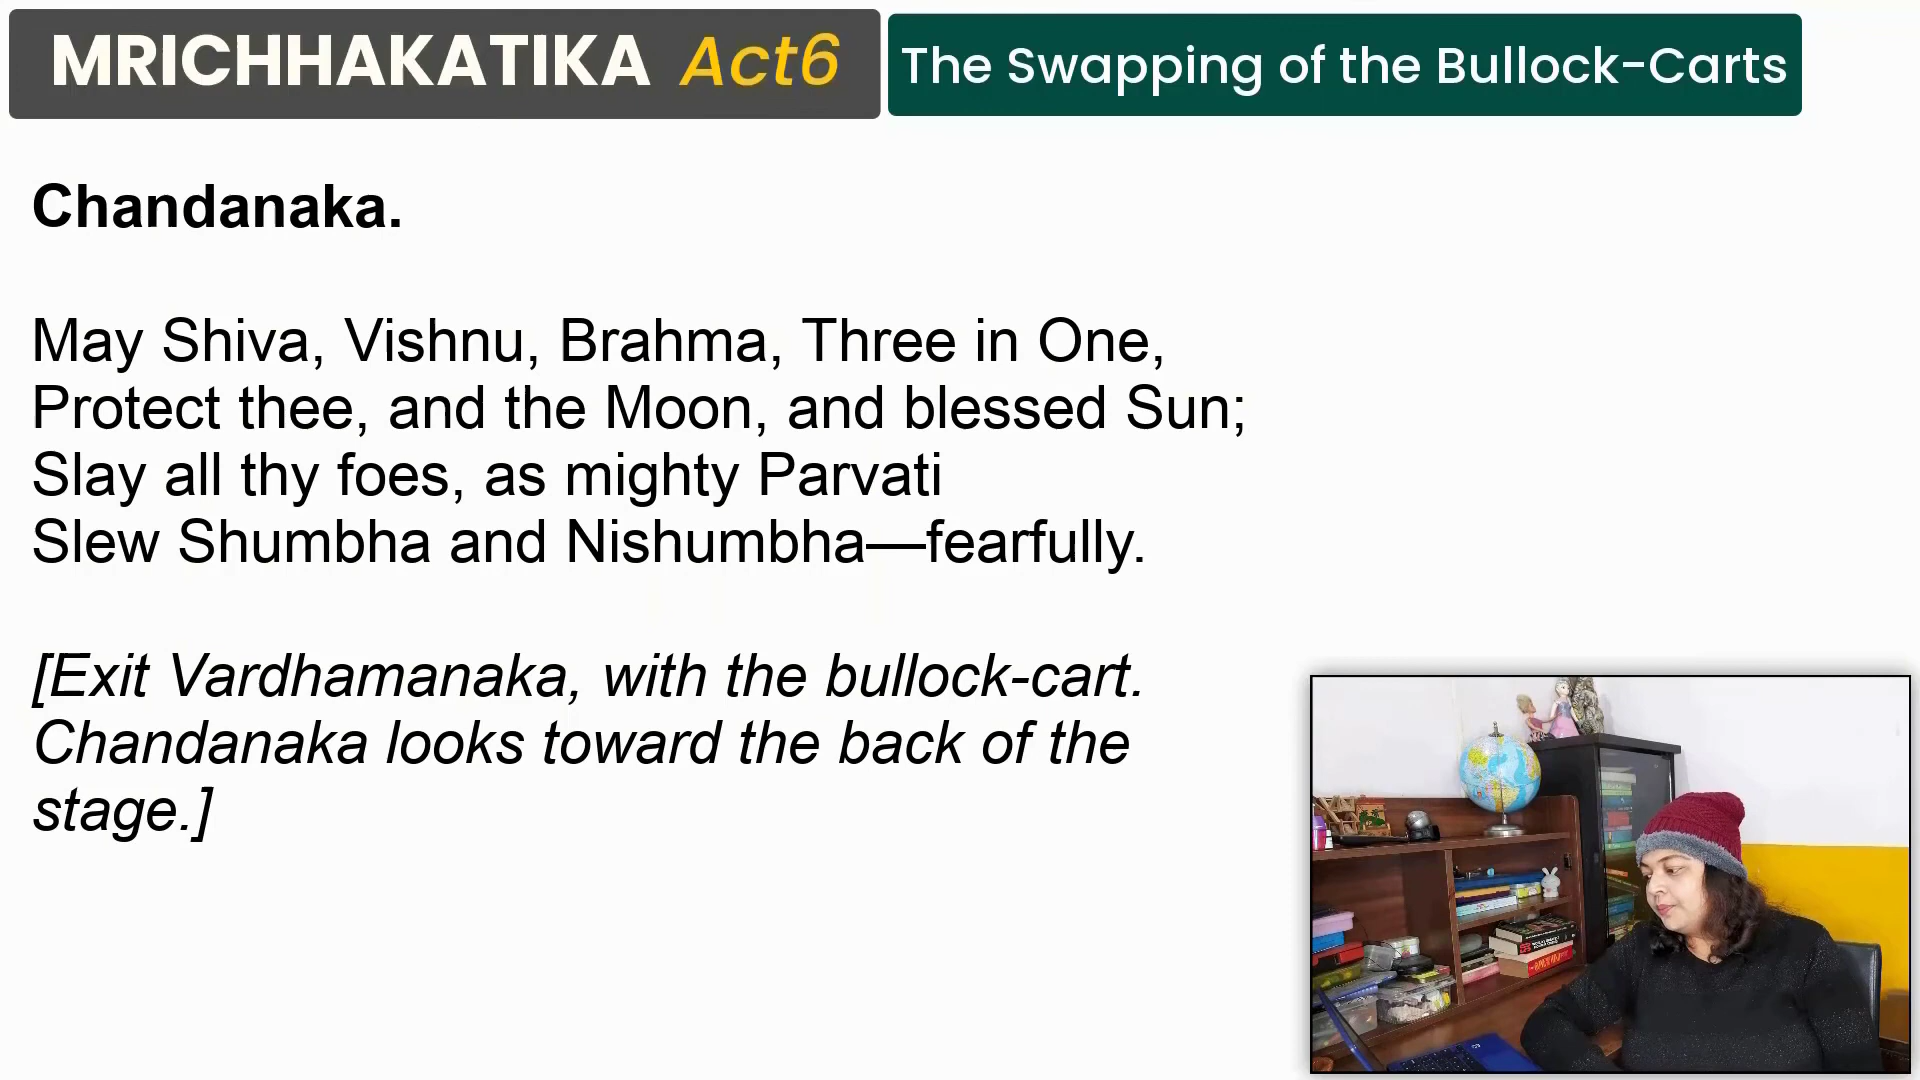 MRICHHAKATIKA Act6
The Swapping of the Bullock-Carts
Chandanaka.
May Shiva, Vishnu, Brahma, Three in One,
Protect thee, and the Moon, and blessed Sun;
Slay all thy foes, as mighty Parvati
Slew Shumbha and Nishumbha—fearfully.
[Exit Vardhamanaka, with the bullock-cart.
Chandanaka looks toward the back of the
stage.]